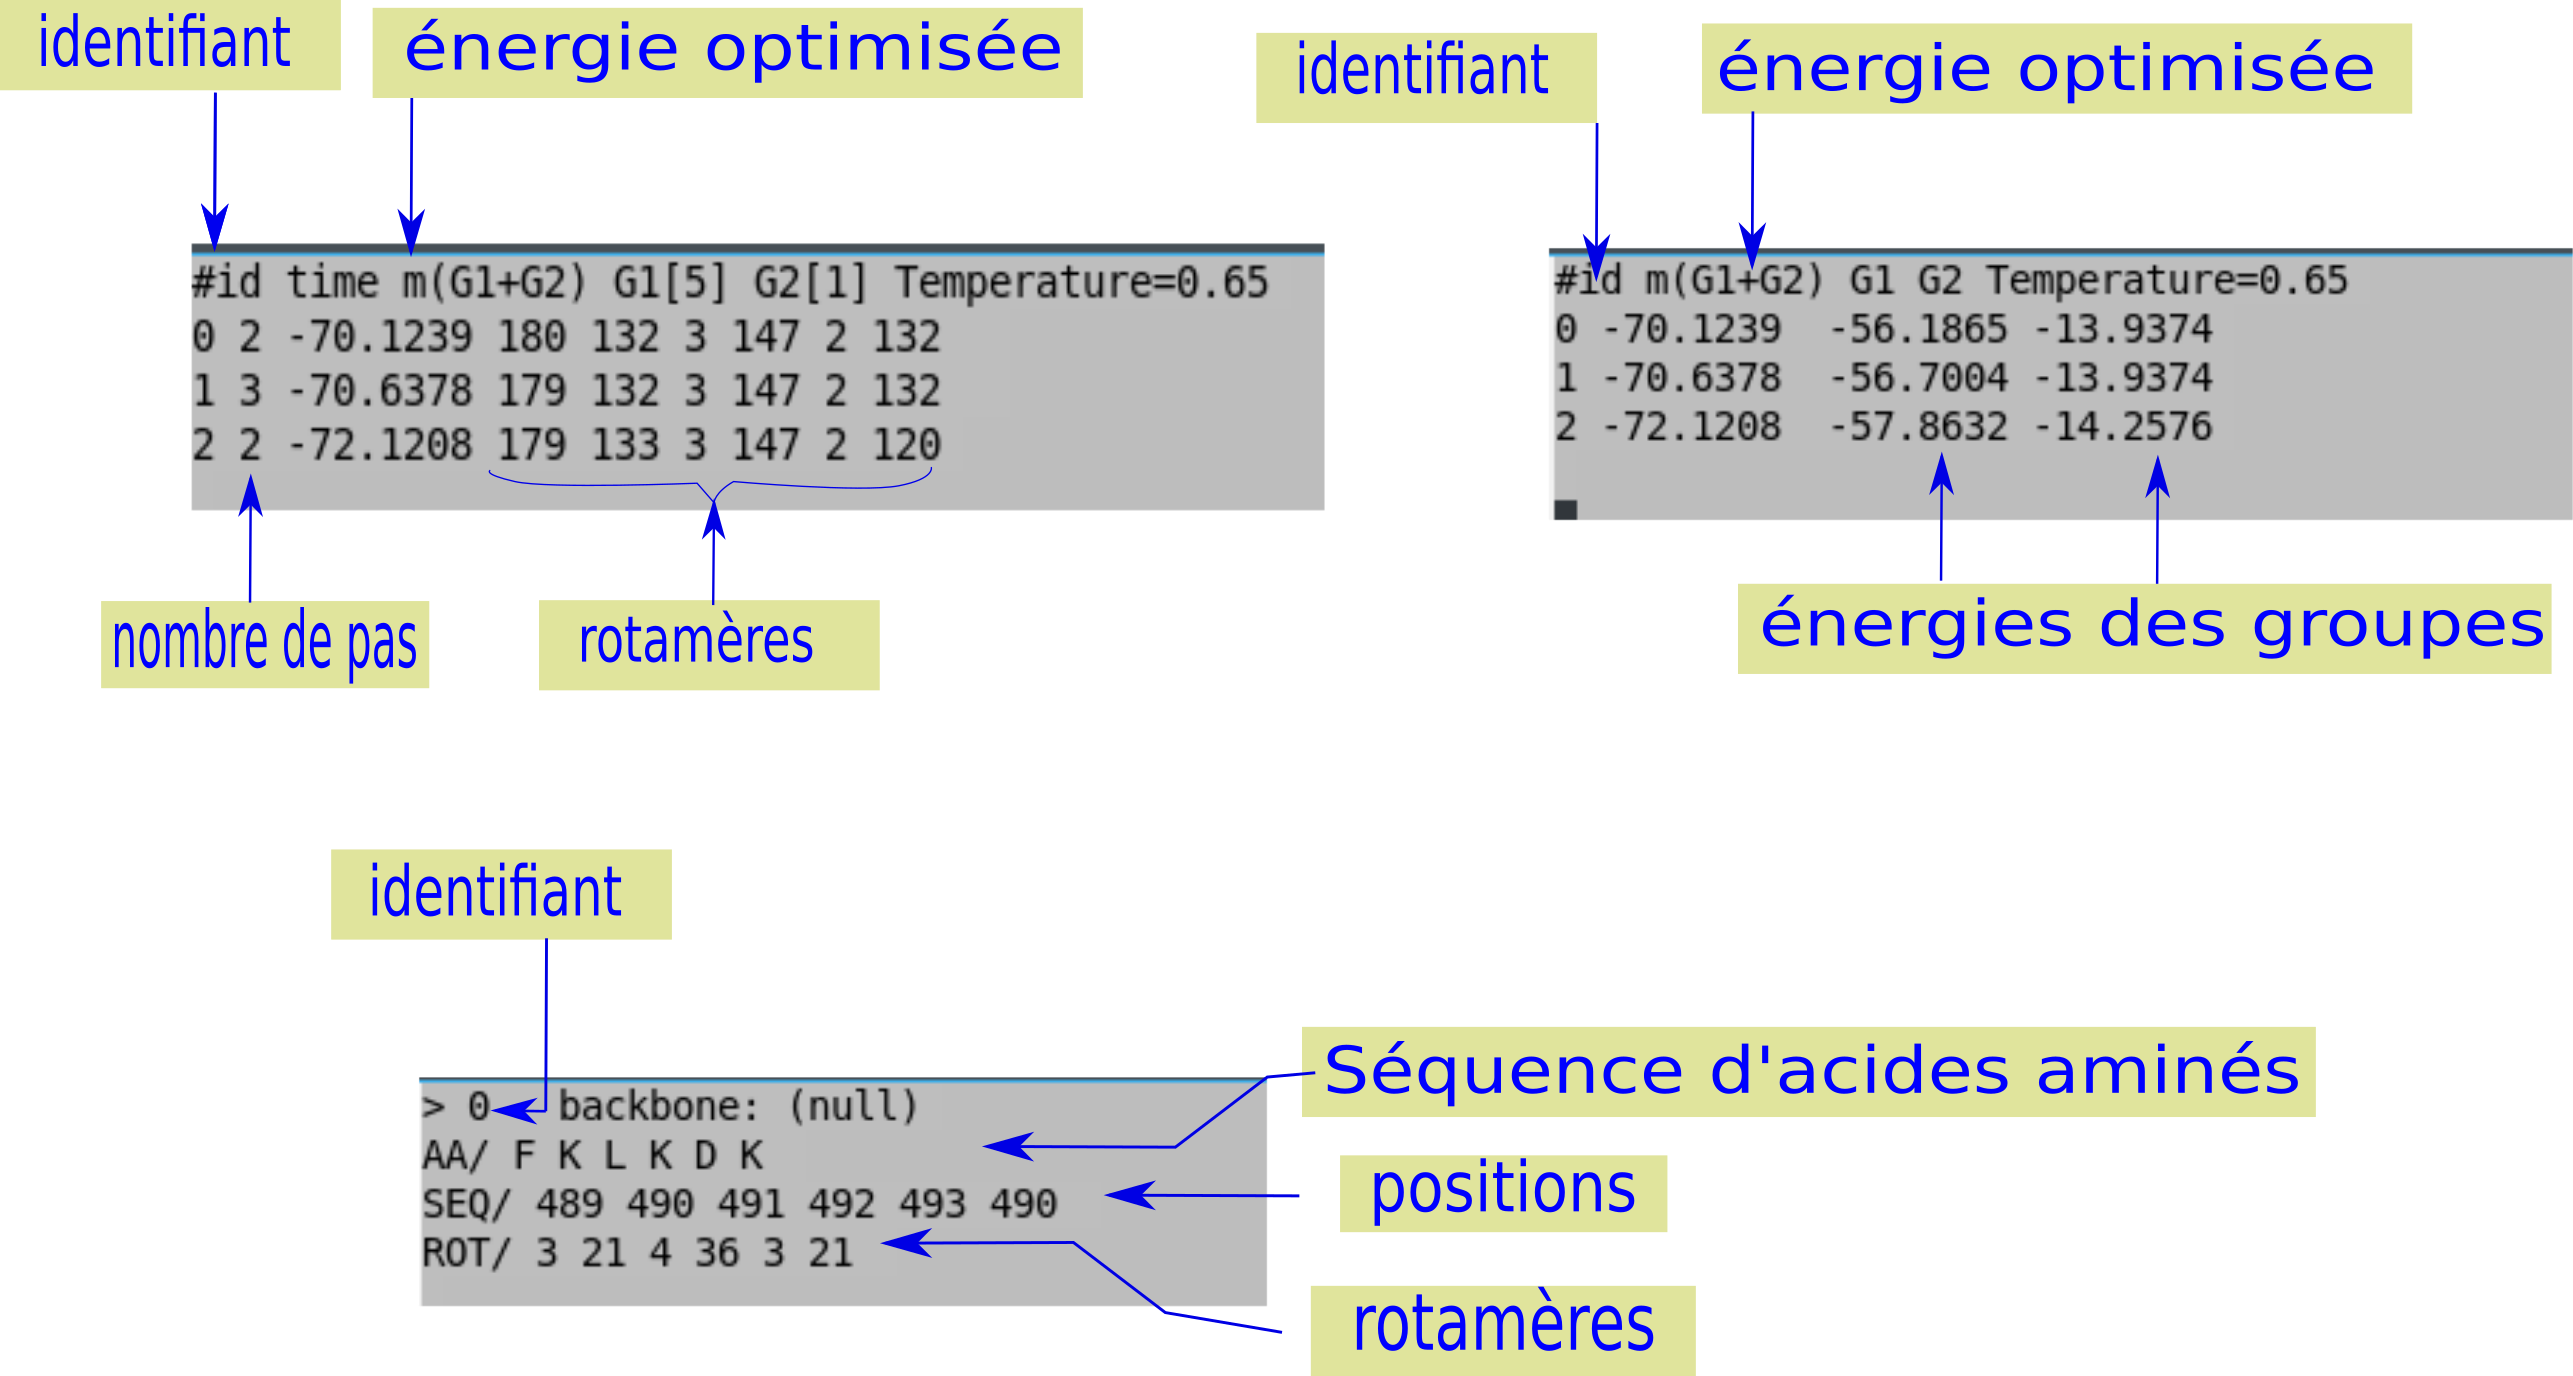 identifiant
énergie optimisée
#id time m(G1+G2) G1[5] G2[1] Temperature=0.65
0 2 -70.1239 180 132 3 147 2 132
1 3 -70.6378 179 132 3 147 2 132
2 2 -72.1208 179 133 3 147 2 120
nombre de pas
rotamères
identifiant
énergie optimisée
#id m(G1+G2) G1 G2 Temperature=0.65
0 -70.1239  -56.1865 -13.9374
1 -70.6378  -56.7004 -13.9374
2 -72.1208  -57.8632 -14.2576
énergies des groupes
identifiant
> 0   backbone: (null)
AA/ F K L K D K
SEQ/ 489 490 491 492 493 490
ROT/ 3 21 4 36 3 21
Séquence d'acides aminés
positions
rotamères